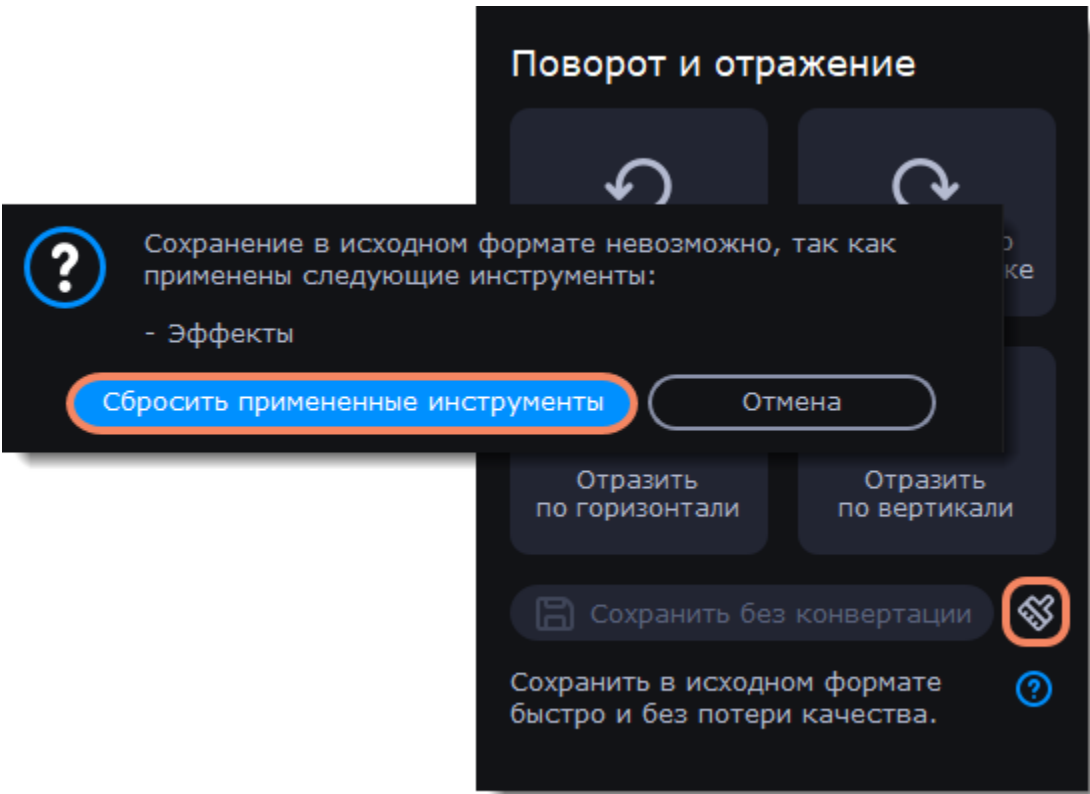 Поворот и отражение
Сохранение в исходном формате невозможно, так как
применены следующие инструменты:
- Эффекты
Сбросить примененные инструменты
Отмена
Отразить
по горизонтали
Отразить
по вертикали
Сохранить без конвертации
Сохранить в исходном формате
быстро и без потери качества.